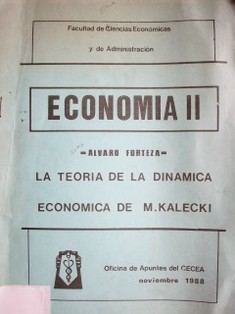 Facultad de Ciencias Económicas
y de Administración
ECONOMIA II
-ALVARO FORTEZA-
LA TEORIA DE LA DINAMICA
ECONOMICA DE M.KALECKI
Oficina de Apuntes del CECEA
noviembre 1988